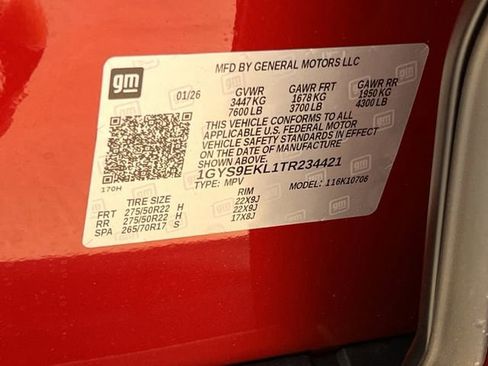 gm
MFD BY GENERAL MOTORS LLC
01/26 GVWR GAWR FRT GAWR RR
3447 KG 1678 KG 1950 KG
7600 LB 3700 LB 4300 LB
THIS VEHICLE CONFORMS TO ALL
APPLICABLE U.S. FEDERAL MOTOR
VEHICLE SAFETY STANDARDS IN EFFECT
ON THE DATE OF MANUFACTURE
SHOWN ABOVE.
1GYS9EKL1TR234421
170H TYPE: MPV 116K10706
TIRE SIZE RIM
FRT 275/50R22 H 22X9J
RR 275/50R22 H 22X9J
SPA 265/70R17 S 17X8J